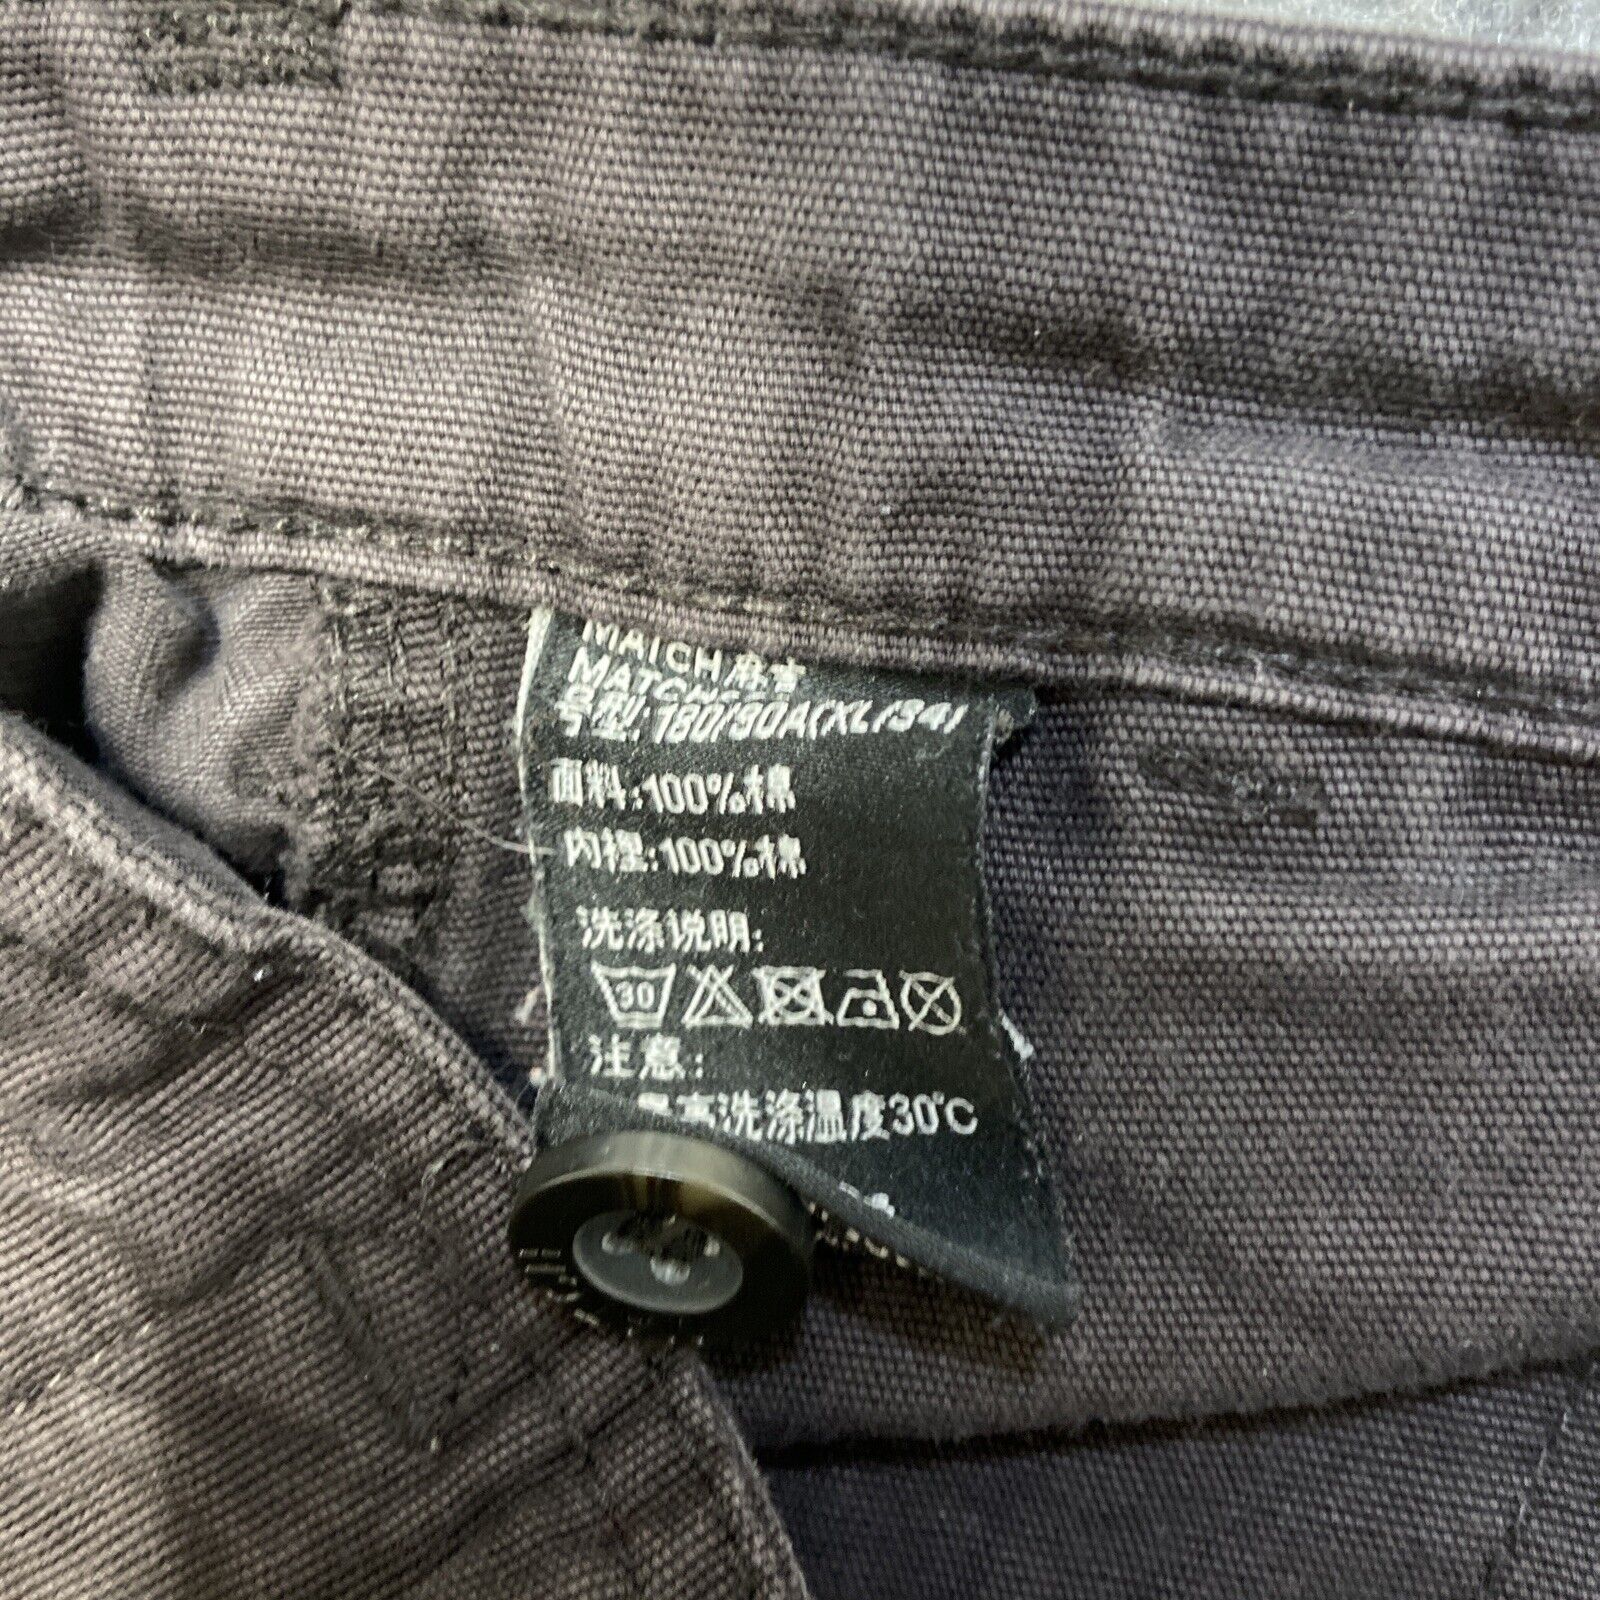 MATCH
号型:180/90A(XL/34)
面料:100%棉
内裡:100%棉
洗涤说明:
30
注意:
最高洗涤温度30°C